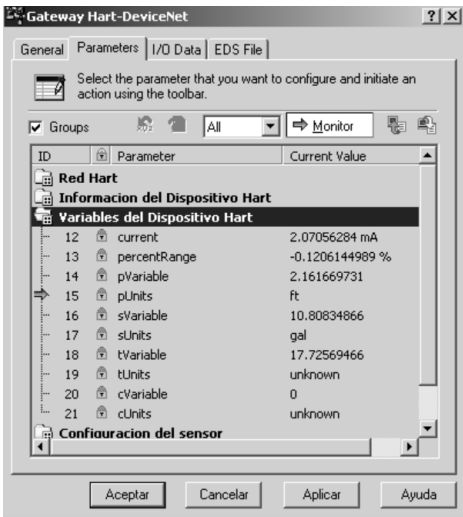 Gateway Hart-DeviceNet
General Parameters I/O Data EDS File
Select the parameter that you want to configure and initiate an
action using the toolbar.
Groups All Monitor
ID Parameter Current Value
Red Hart
Informacion del Dispositivo Hart
Variables del Dispositivo Hart
12 current 2.07056284 mA
13 percentRange -0.1206144989 %
14 pVariable 2.161669731
15 pUnits ft
16 sVariable 10.80834866
17 sUnits gal
18 tVariable 17.72569466
19 tUnits unknown
20 cVariable 0
21 cUnits unknown
Configuracion del sensor
Aceptar Cancelar Aplicar Ayuda